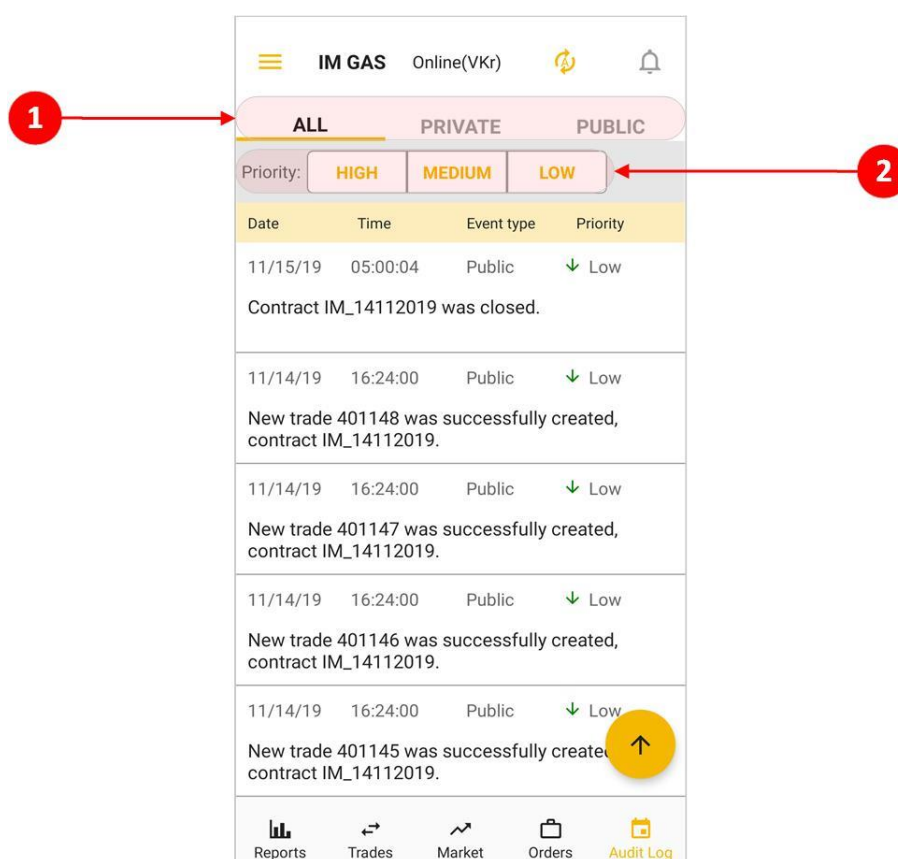 IM GAS Online(VKr)
1
ALL PRIVATE PUBLIC
Priority: HIGH MEDIUM LOW
2
Date Time Event type Priority
11/15/19 05:00:04 Public Low
Contract IM_14112019 was closed.
11/14/19 16:24:00 Public Low
New trade 401148 was successfully created,
contract IM_14112019.
11/14/19 16:24:00 Public Low
New trade 401147 was successfully created,
contract IM_14112019.
11/14/19 16:24:00 Public Low
New trade 401146 was successfully created,
contract IM_14112019.
11/14/19 16:24:00 Public Low
New trade 401145 was successfully create
contract IM_14112019.
Reports Trades Market Orders Audit Log